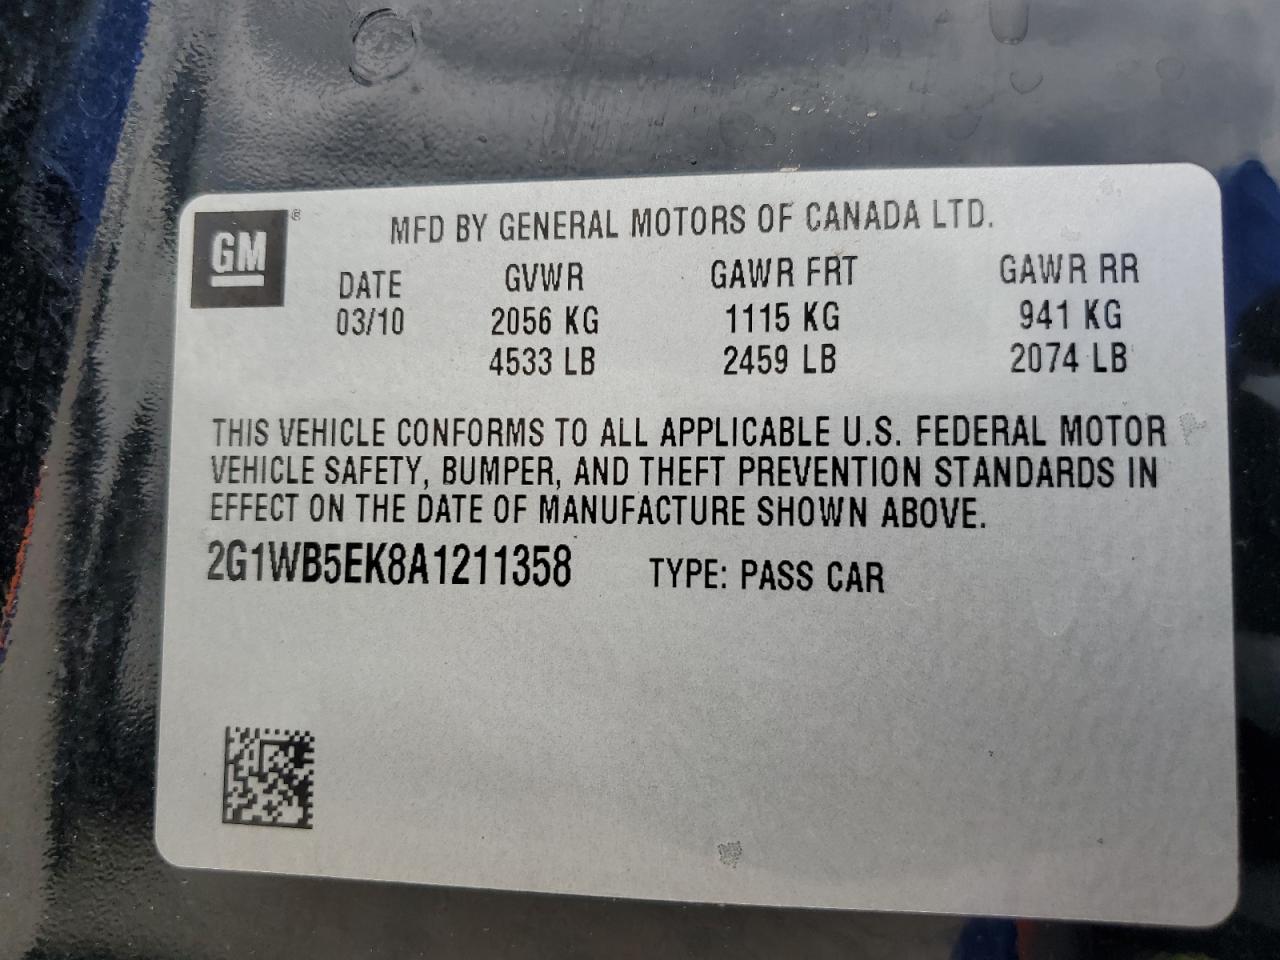 GM ®
MFD BY GENERAL MOTORS OF CANADA LTD.
DATE GVWR GAWR FRT GAWR RR
03/10 2056 KG 1115 KG 941 KG
4533 LB 2459 LB 2074 LB
THIS VEHICLE CONFORMS TO ALL APPLICABLE U.S. FEDERAL MOTOR
VEHICLE SAFETY, BUMPER, AND THEFT PREVENTION STANDARDS IN
EFFECT ON THE DATE OF MANUFACTURE SHOWN ABOVE.
2G1WB5EK8A1211358 TYPE: PASS CAR